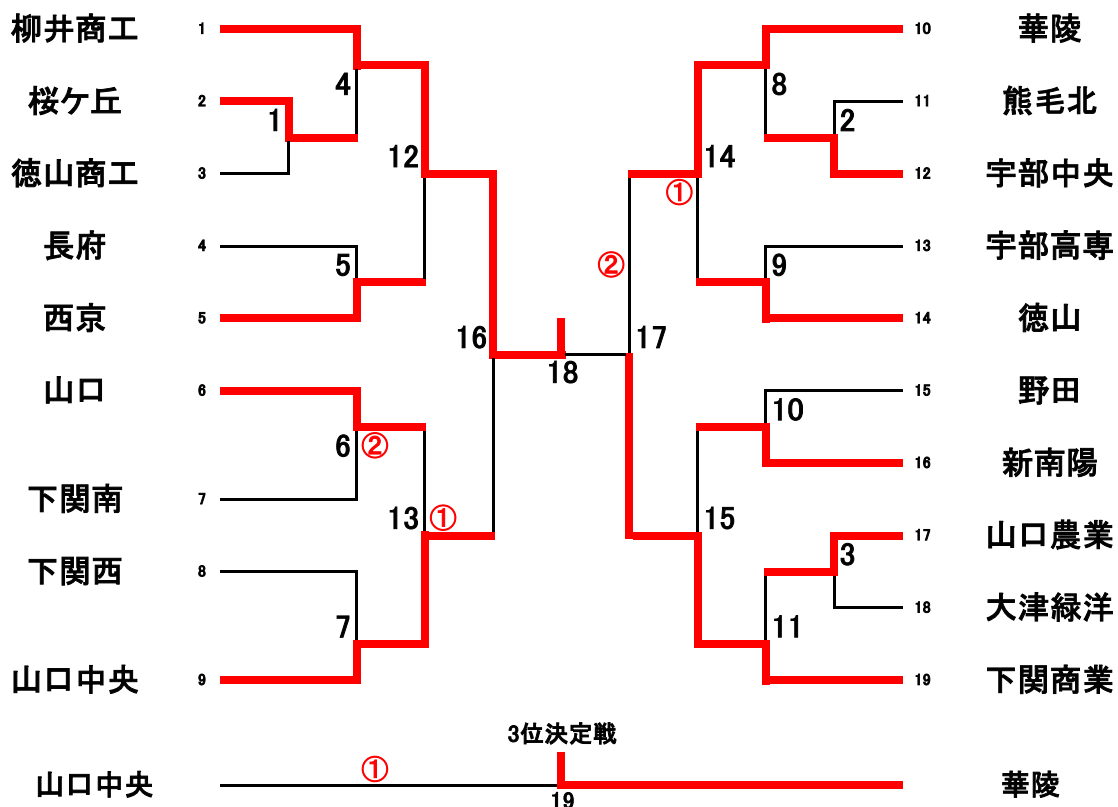 柳井商工 1
桜ケ丘 2
徳山商工 3
長府 4
西京 5
山口 6
下関南 7
下関西 8
山口中央 9
1
4
5
12
6
②
7
13
①
16
18
17
②
14
①
8
2
9
10
15
3
11
10 華陵
11 熊毛北
12 宇部中央
13 宇部高専
14 徳山
15 野田
16 新南陽
17 山口農業
18 大津緑洋
19 下関商業
3位決定戦
山口中央 ① 19 華陵